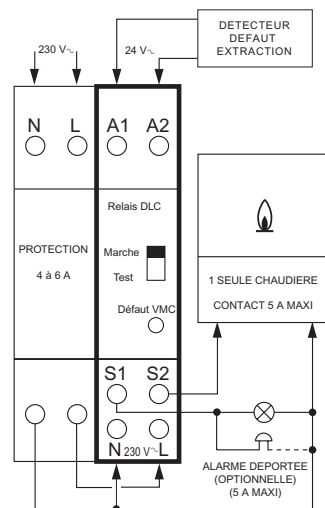 DETECTEUR
DEFAUT
EXTRACTION
230 V~
24 V~
N
L
A1
A2
Relais DLC
PROTECTION
4 à 6 A
Marche
Test
Défaut VMC
1 SEULE CHAUDIERE
CONTACT 5 A MAXI
S1
S2
N 230 V~ L
ALARME DEPORTEE
(OPTIONNELLE)
(5 A MAXI)